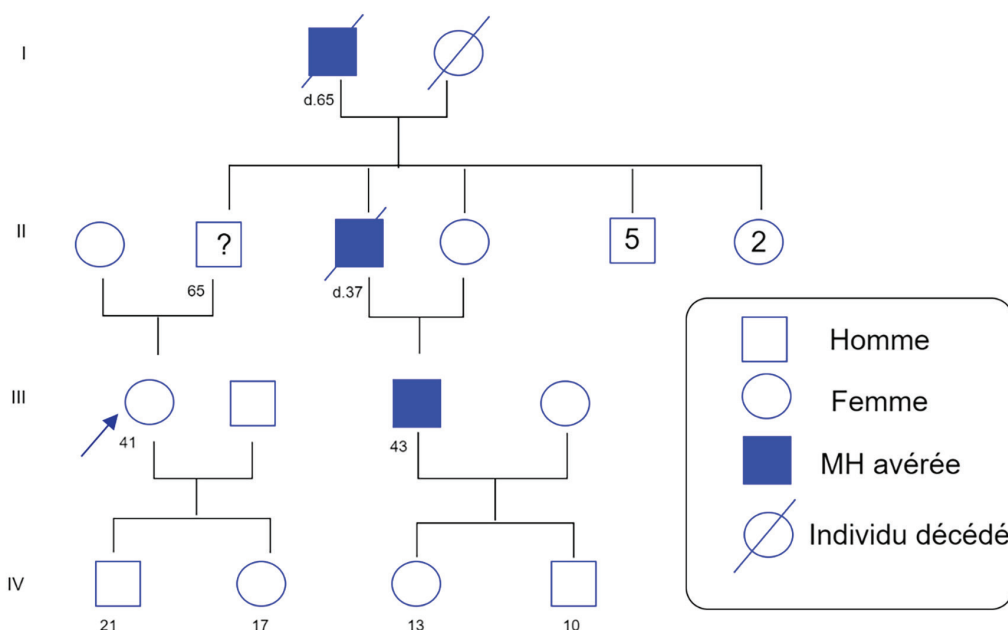 I
d.65
II
?
5
2
65
d.37
III
41
43
IV
21
17
13
10
Homme
Femme
MH avérée
Individu décédé